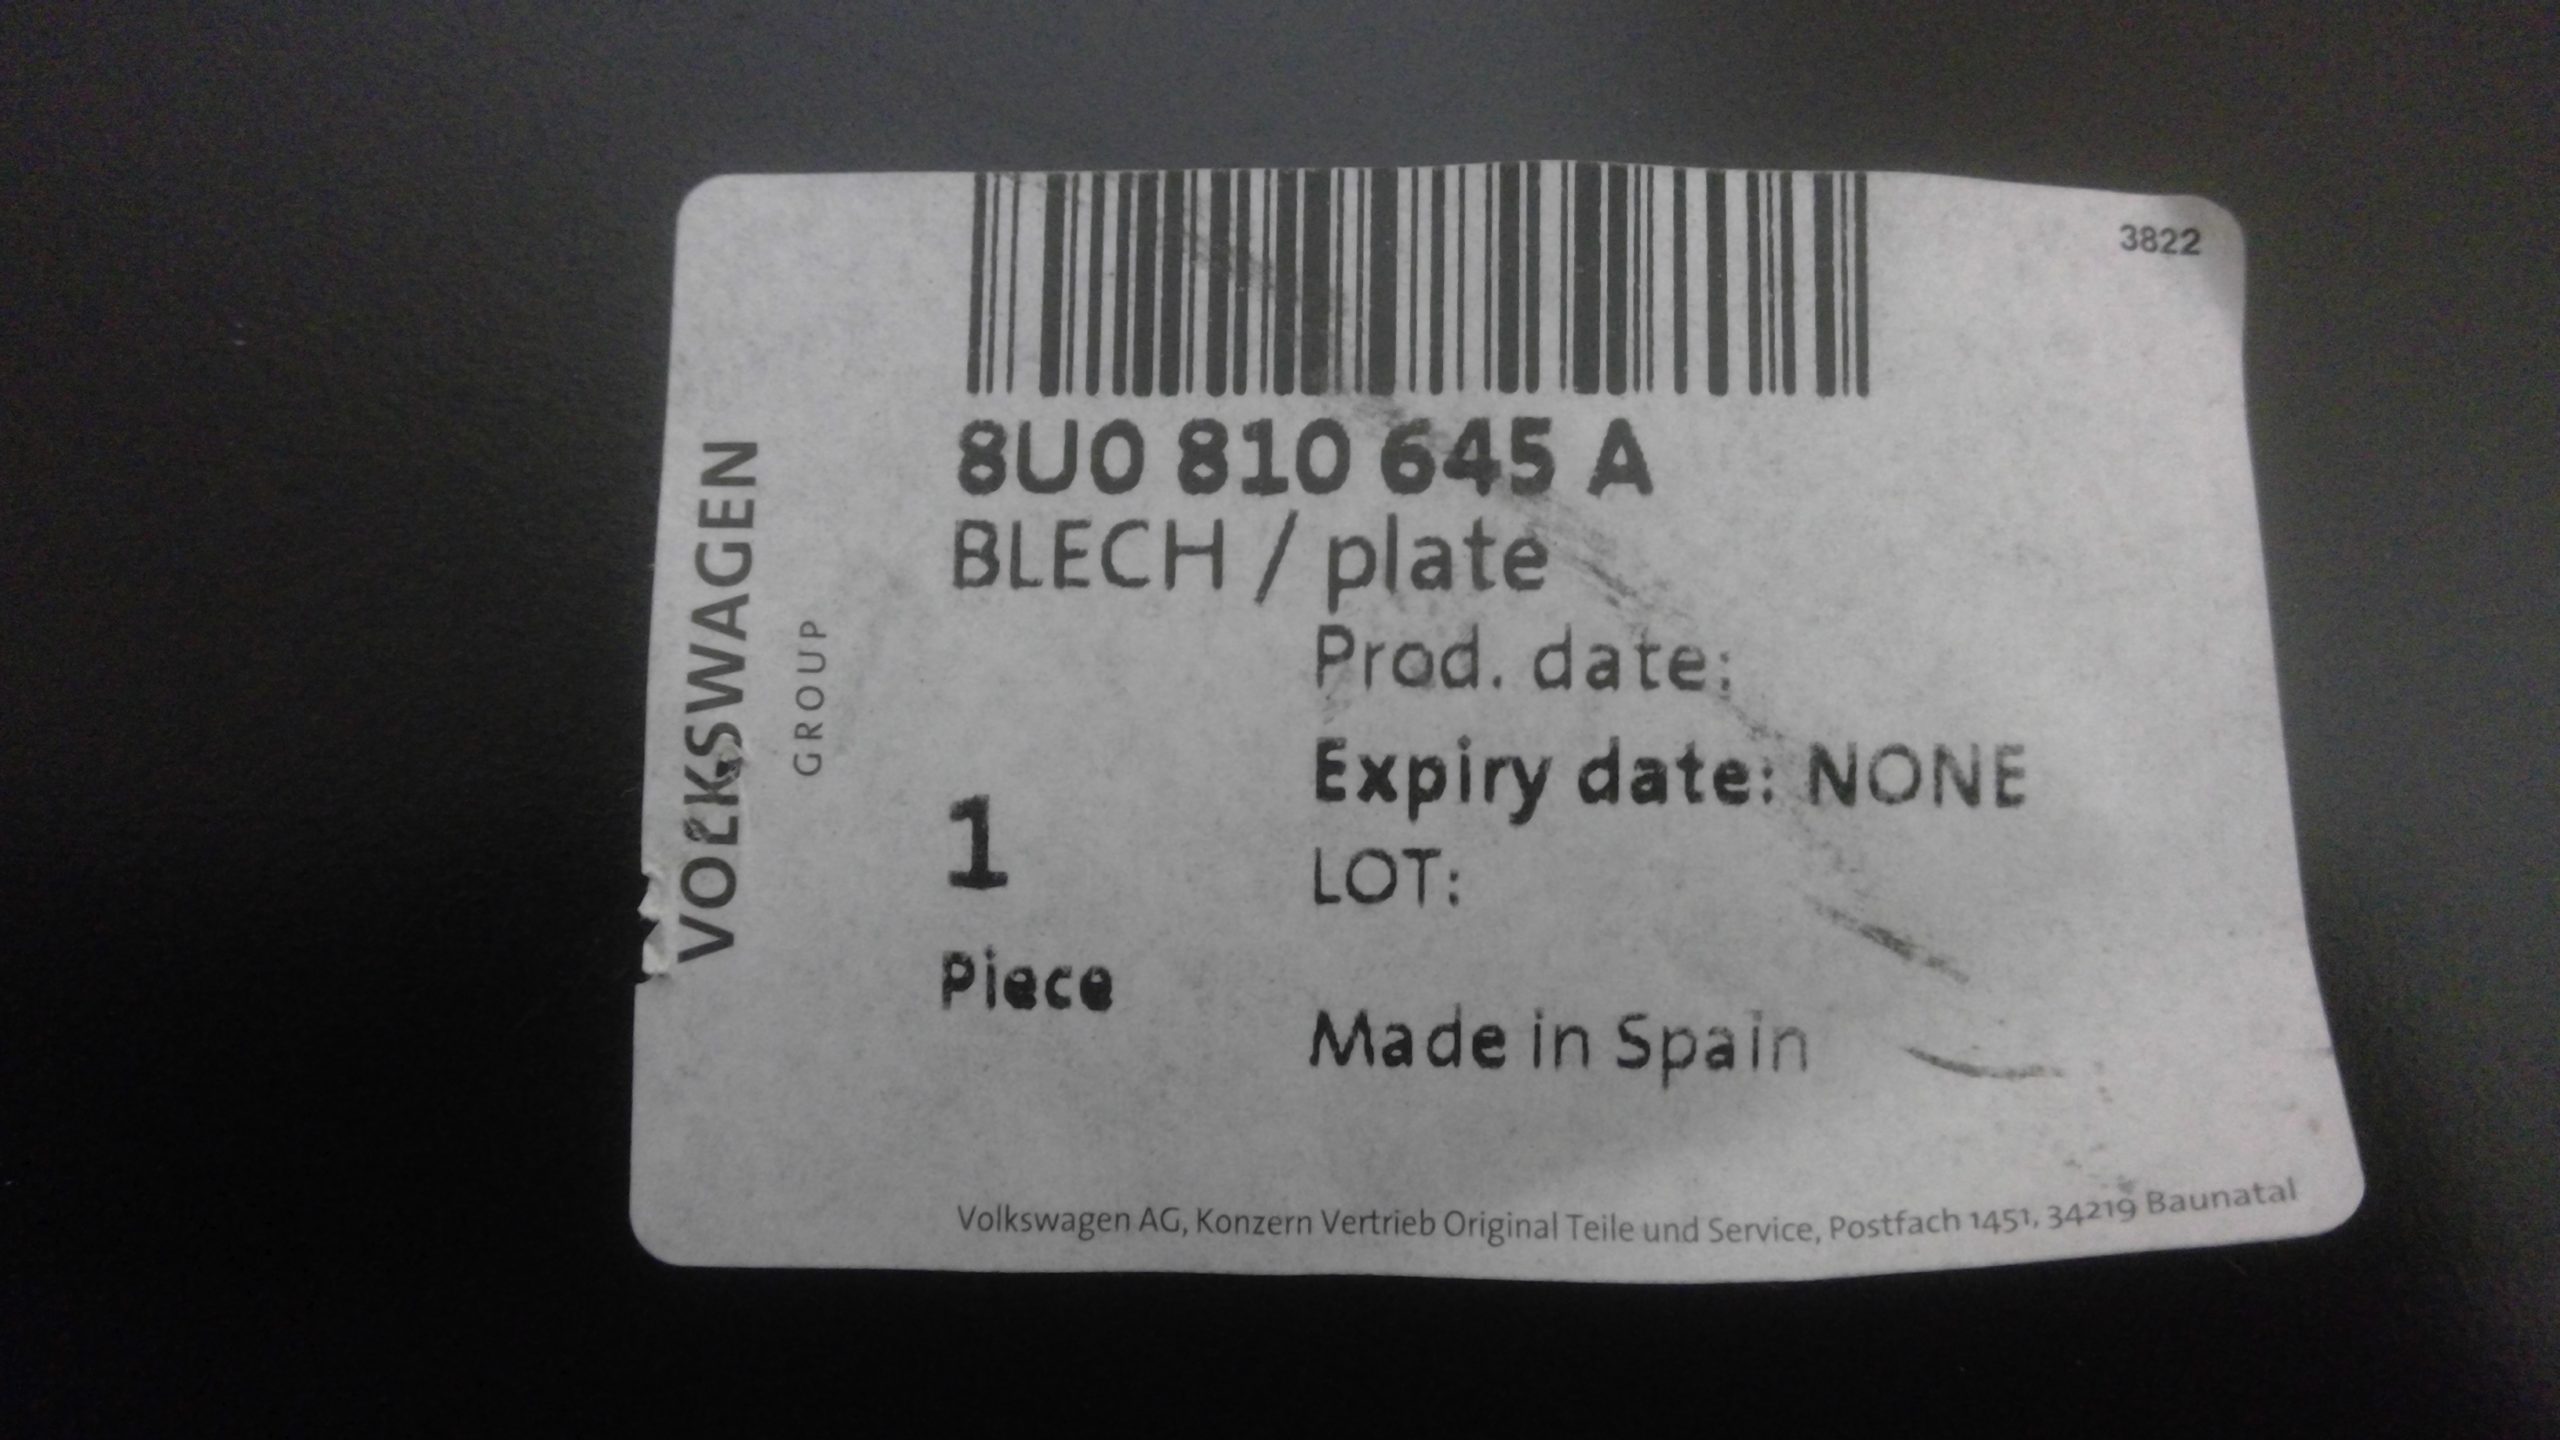 3822
8U0 810 645 A
BLECH / plate
Prod. date:
Expiry date: NONE
LOT:
1
Piece
Made in Spain
VOLKSWAGEN
GROUP
Volkswagen AG, Konzern Vertrieb Original Teile und Service, Postfach 1451, 34219 Baunatal